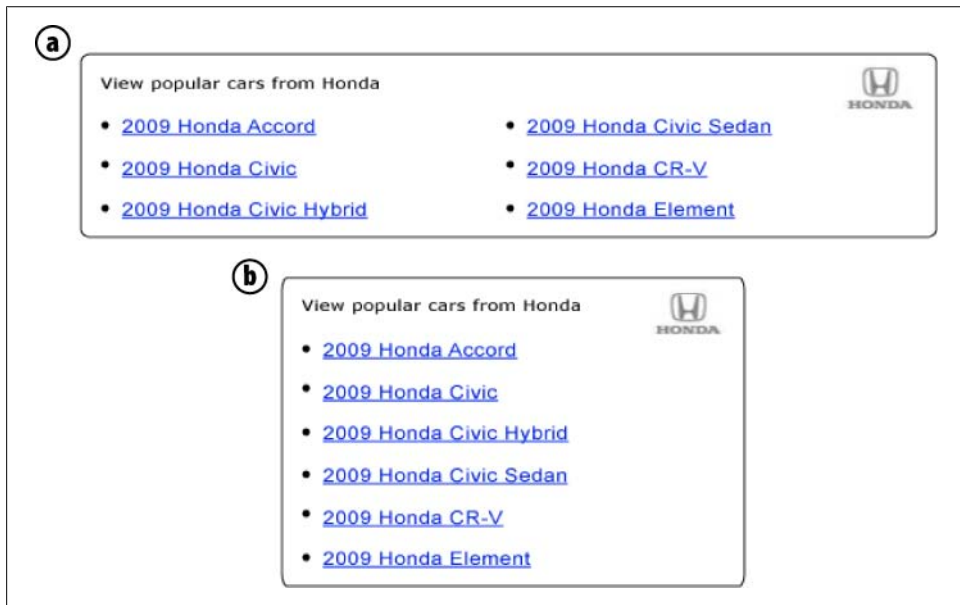 a
View popular cars from Honda
HONDA
• 2009 Honda Accord
• 2009 Honda Civic
• 2009 Honda Civic Hybrid
• 2009 Honda Civic Sedan
• 2009 Honda CR-V
• 2009 Honda Element
b
View popular cars from Honda
HONDA
• 2009 Honda Accord
• 2009 Honda Civic
• 2009 Honda Civic Hybrid
• 2009 Honda Civic Sedan
• 2009 Honda CR-V
• 2009 Honda Element